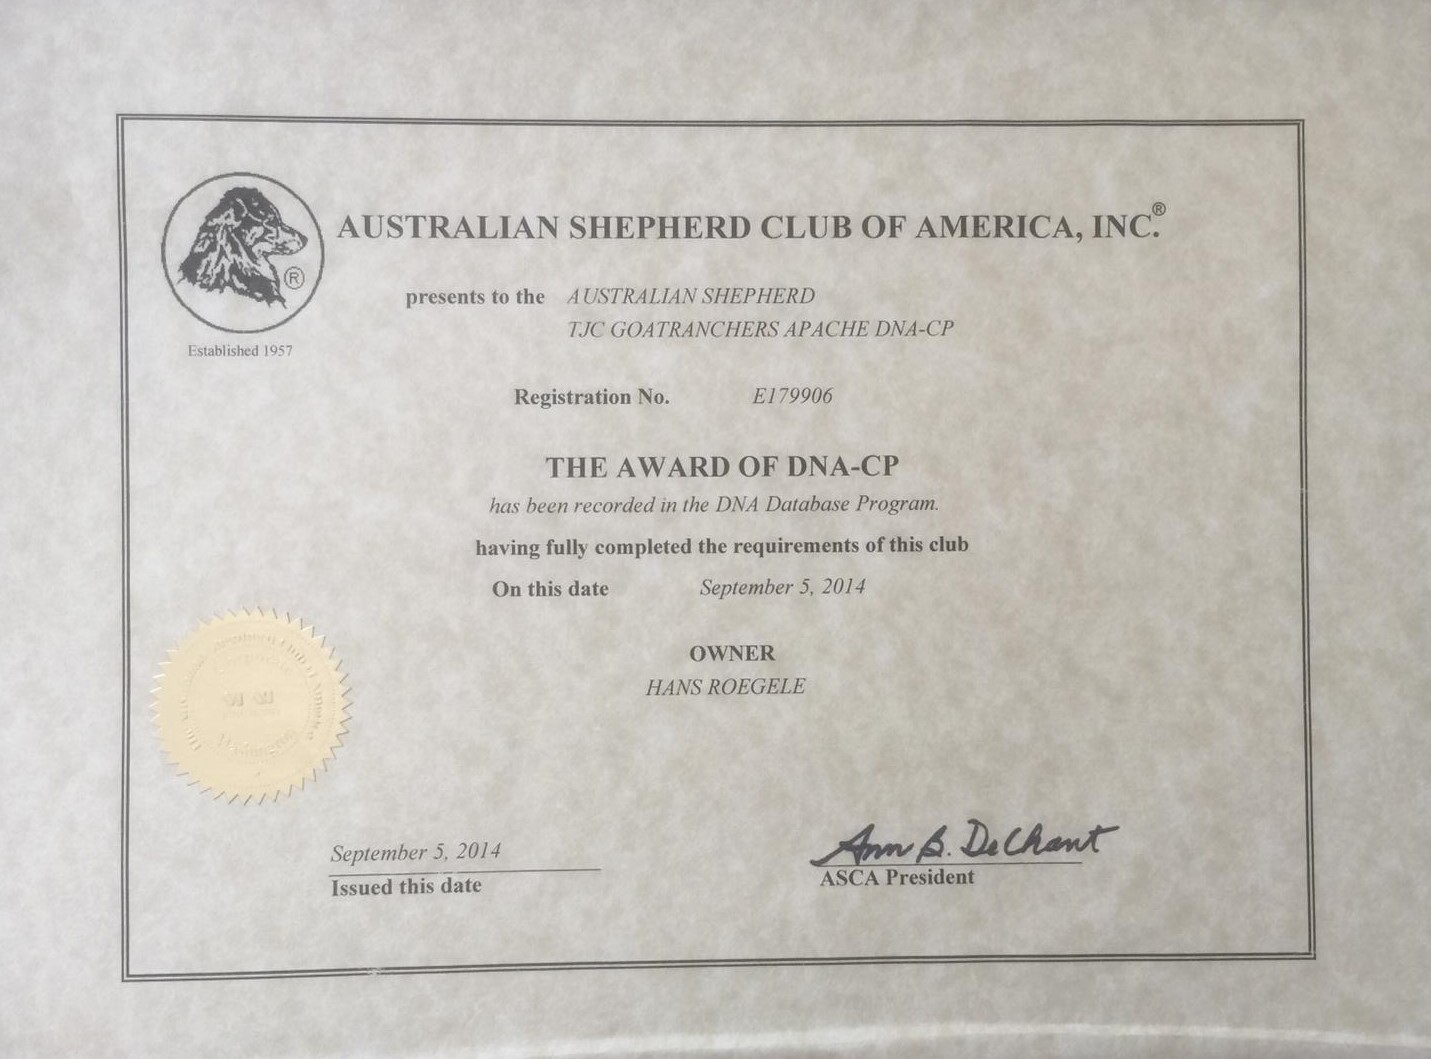 AUSTRALIAN SHEPHERD CLUB OF AMERICA, INC.®
®
Established 1957
presents to the AUSTRALIAN SHEPHERD
TJC GOATRANCHERS APACHE DNA-CP
Registration No. E179906
THE AWARD OF DNA-CP
has been recorded in the DNA Database Program.
having fully completed the requirements of this club
On this date September 5, 2014
OWNER
HANS ROEGELE
September 5, 2014
Issued this date
Ann B. DeChant
ASCA President